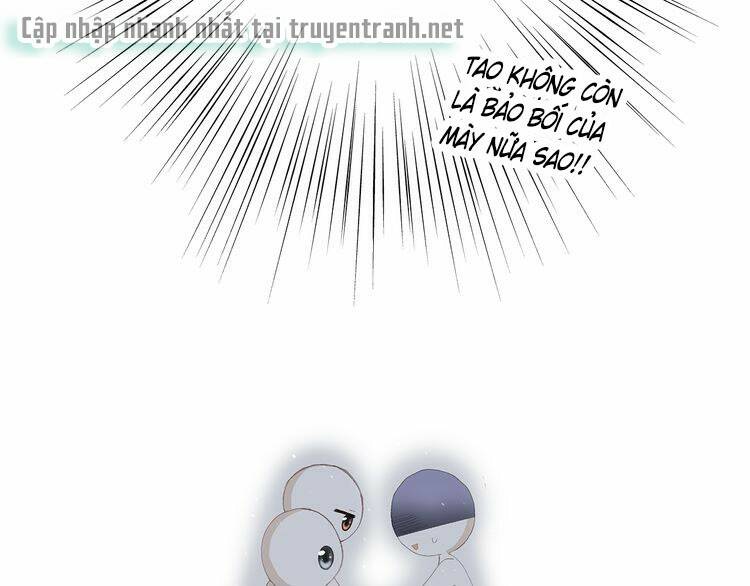 Cập nhập nhanh nhất tại truyentranh.net
TAO KHÔNG CÒN
LÀ BẢO BỐI CỦA
MÀY NỮA SAO!!